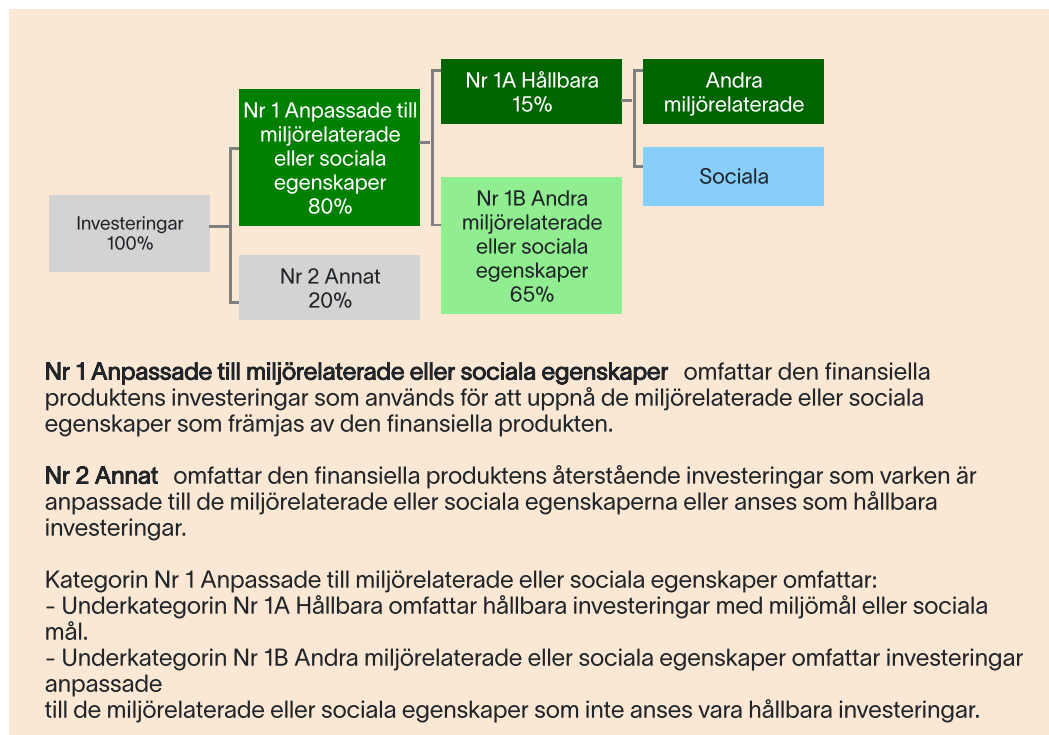 Nr 1A Hållbara
15%
Andra
miljörelaterade
Nr 1 Anpassade till
miljörelaterade
eller sociala
egenskaper
80%
Sociala
Nr 1B Andra
miljörelaterade
eller sociala
egenskaper
65%
Investeringar
100%
Nr 2 Annat
20%
Nr 1 Anpassade till miljörelaterade eller sociala egenskaper omfattar den finansiella
produktens investeringar som används för att uppnå de miljörelaterade eller sociala
egenskaper som främjas av den finansiella produkten.
Nr 2 Annat omfattar den finansiella produktens återstående investeringar som varken är
anpassade till de miljörelaterade eller sociala egenskaperna eller anses som hållbara
investeringar.
Kategorin Nr 1 Anpassade till miljörelaterade eller sociala egenskaper omfattar:
- Underkategorin Nr 1A Hållbara omfattar hållbara investeringar med miljömål eller sociala
mål.
- Underkategorin Nr 1B Andra miljörelaterade eller sociala egenskaper omfattar investeringar
anpassade
till de miljörelaterade eller sociala egenskaper som inte anses vara hållbara investeringar.